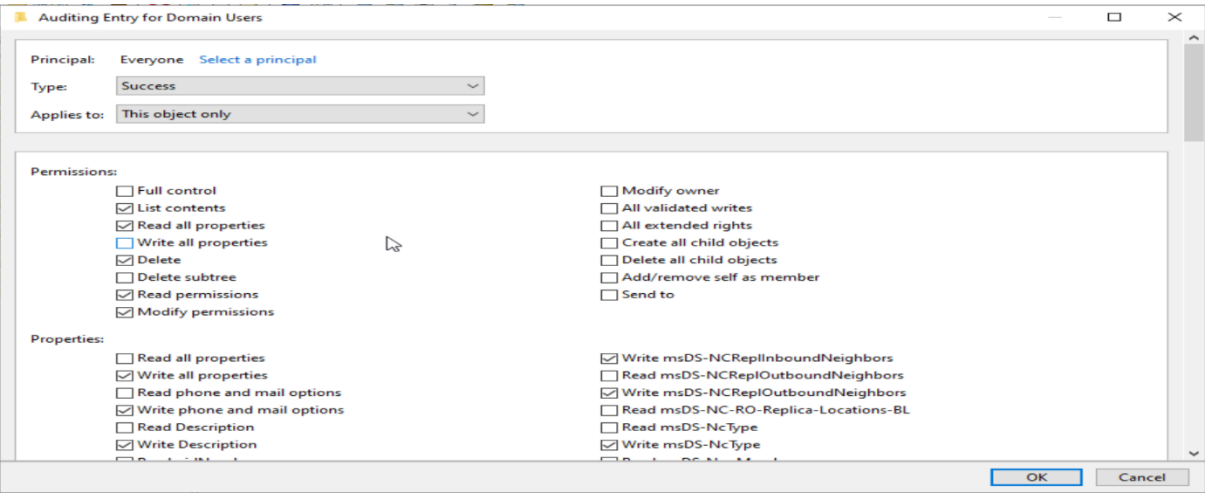 Auditing Entry for Domain Users
Principal: Everyone Select a principal
Type: Success
Applies to: This object only
Permissions:
Full control
List contents
Read all properties
Write all properties
Delete
Delete subtree
Read permissions
Modify permissions
Modify owner
All validated writes
All extended rights
Create all child objects
Delete all child objects
Add/remove self as member
Send to
Properties:
Read all properties
Write all properties
Read phone and mail options
Write phone and mail options
Read Description
Write Description
Write msDS-NCReplInboundNeighbors
Read msDS-NCReplOutboundNeighbors
Write msDS-NCReplOutboundNeighbors
Read msDS-NC-RO-Replica-Locations-BL
Read msDS-NcType
Write msDS-NcType
OK Cancel